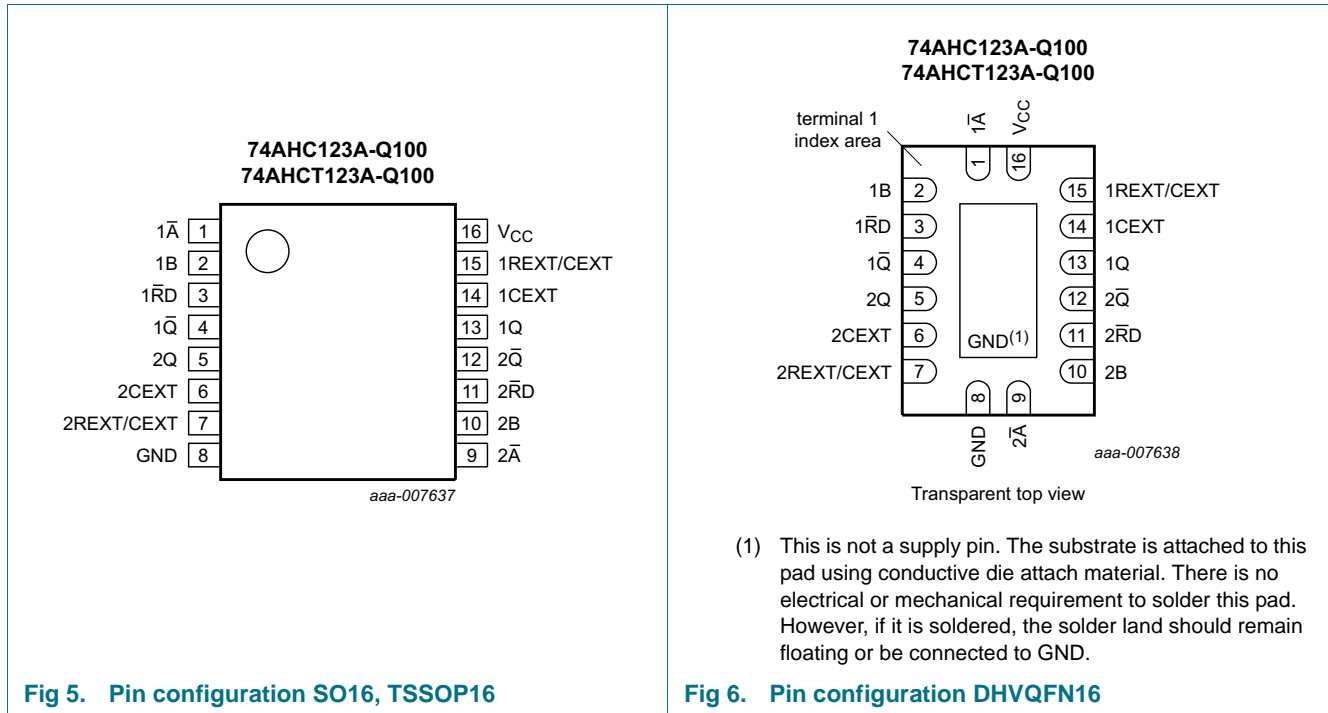 74AHC123A-Q100
74AHCT123A-Q100
1A̅ 1
1B 2
1R̅D 3
1Q̅ 4
2Q 5
2CEXT 6
2REXT/CEXT 7
GND 8
16 VCC
15 1REXT/CEXT
14 1CEXT
13 1Q
12 2Q̅
11 2R̅D
10 2B
9 2A̅
aaa-007637
Fig 5. Pin configuration SO16, TSSOP16
74AHC123A-Q100
74AHCT123A-Q100
terminal 1
index area
1A̅ 1
VCC 16
1B 2
1R̅D 3
1Q̅ 4
2Q 5
2CEXT 6
2REXT/CEXT 7
15 1REXT/CEXT
14 1CEXT
13 1Q
12 2Q̅
11 2R̅D
10 2B
GND(1)
8 GND
9 2A̅
aaa-007638
Transparent top view
(1) This is not a supply pin. The substrate is attached to this
pad using conductive die attach material. There is no
electrical or mechanical requirement to solder this pad.
However, if it is soldered, the solder land should remain
floating or be connected to GND.
Fig 6. Pin configuration DHVQFN16